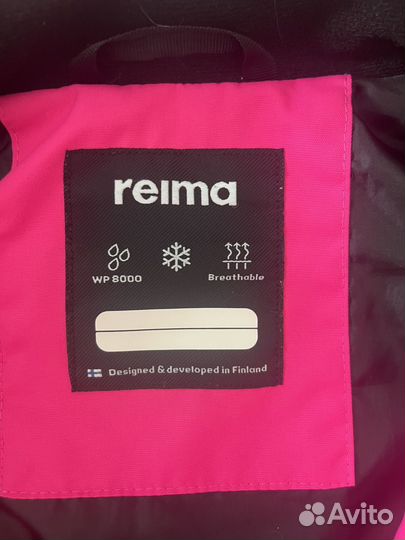 reima
WP 8000
Breathable
Designed & developed in Finland
Avito